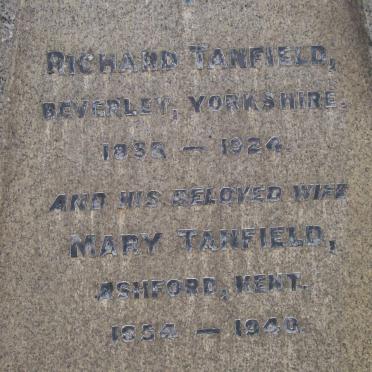 RICHARD TANFIELD,
BEVERLEY, YORKSHIRE.
— 1924.
AND HIS BELOVED WIFE
MARY TANFIELD,
ASHFORD, KENT.
1854 — 1940.